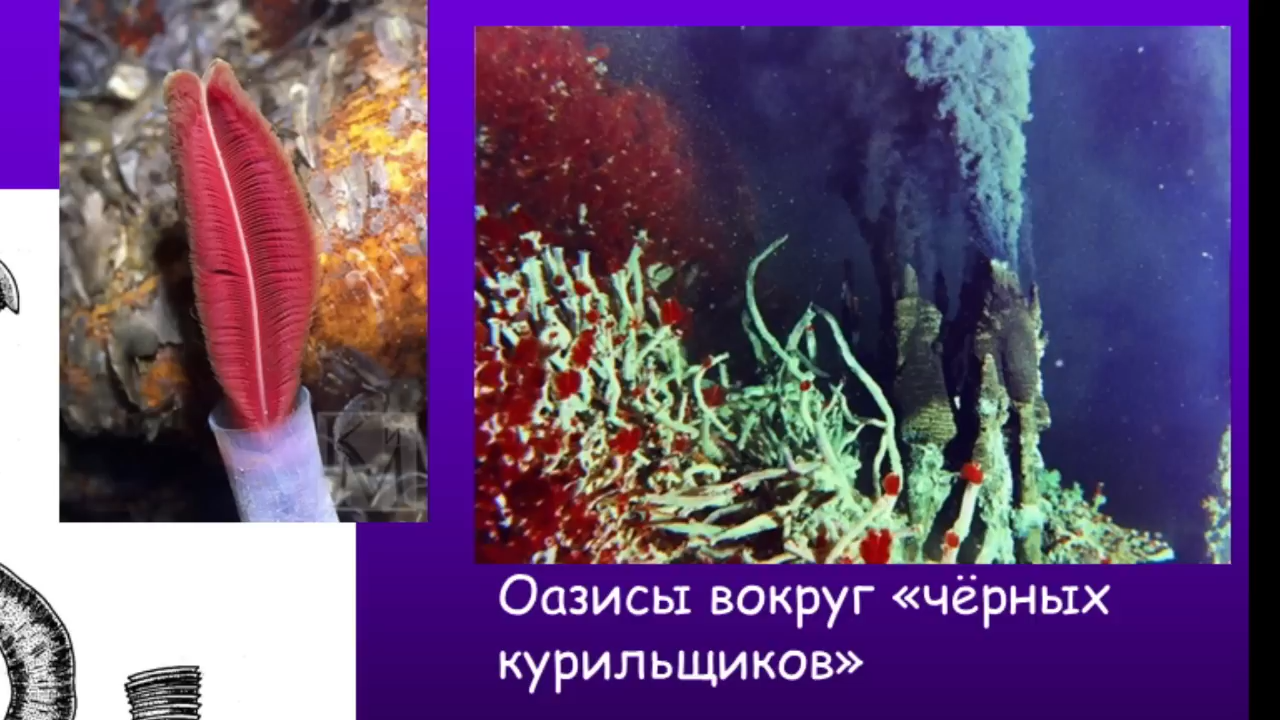 Оазисы вокруг «чёрных
курильщиков»